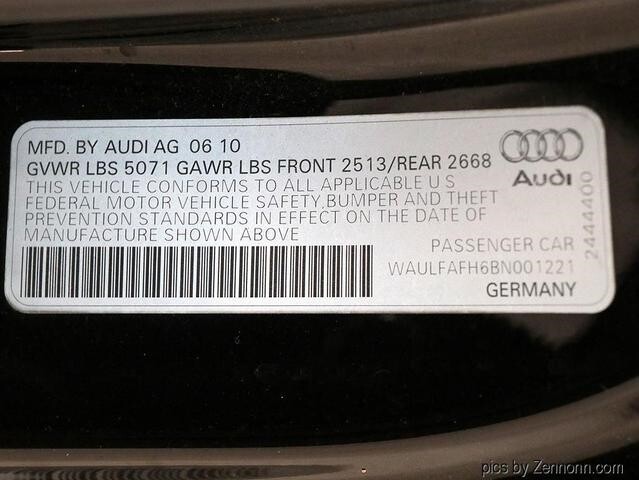 MFD. BY AUDI AG 06 10
GVWR LBS 5071 GAWR LBS FRONT 2513/REAR 2668
THIS VEHICLE CONFORMS TO ALL APPLICABLE U S
FEDERAL MOTOR VEHICLE SAFETY,BUMPER AND THEFT
PREVENTION STANDARDS IN EFFECT ON THE DATE OF
MANUFACTURE SHOWN ABOVE
Audi
2444400
PASSENGER CAR
WAULFAFH6BN001221
GERMANY
pics by Zennonn.com